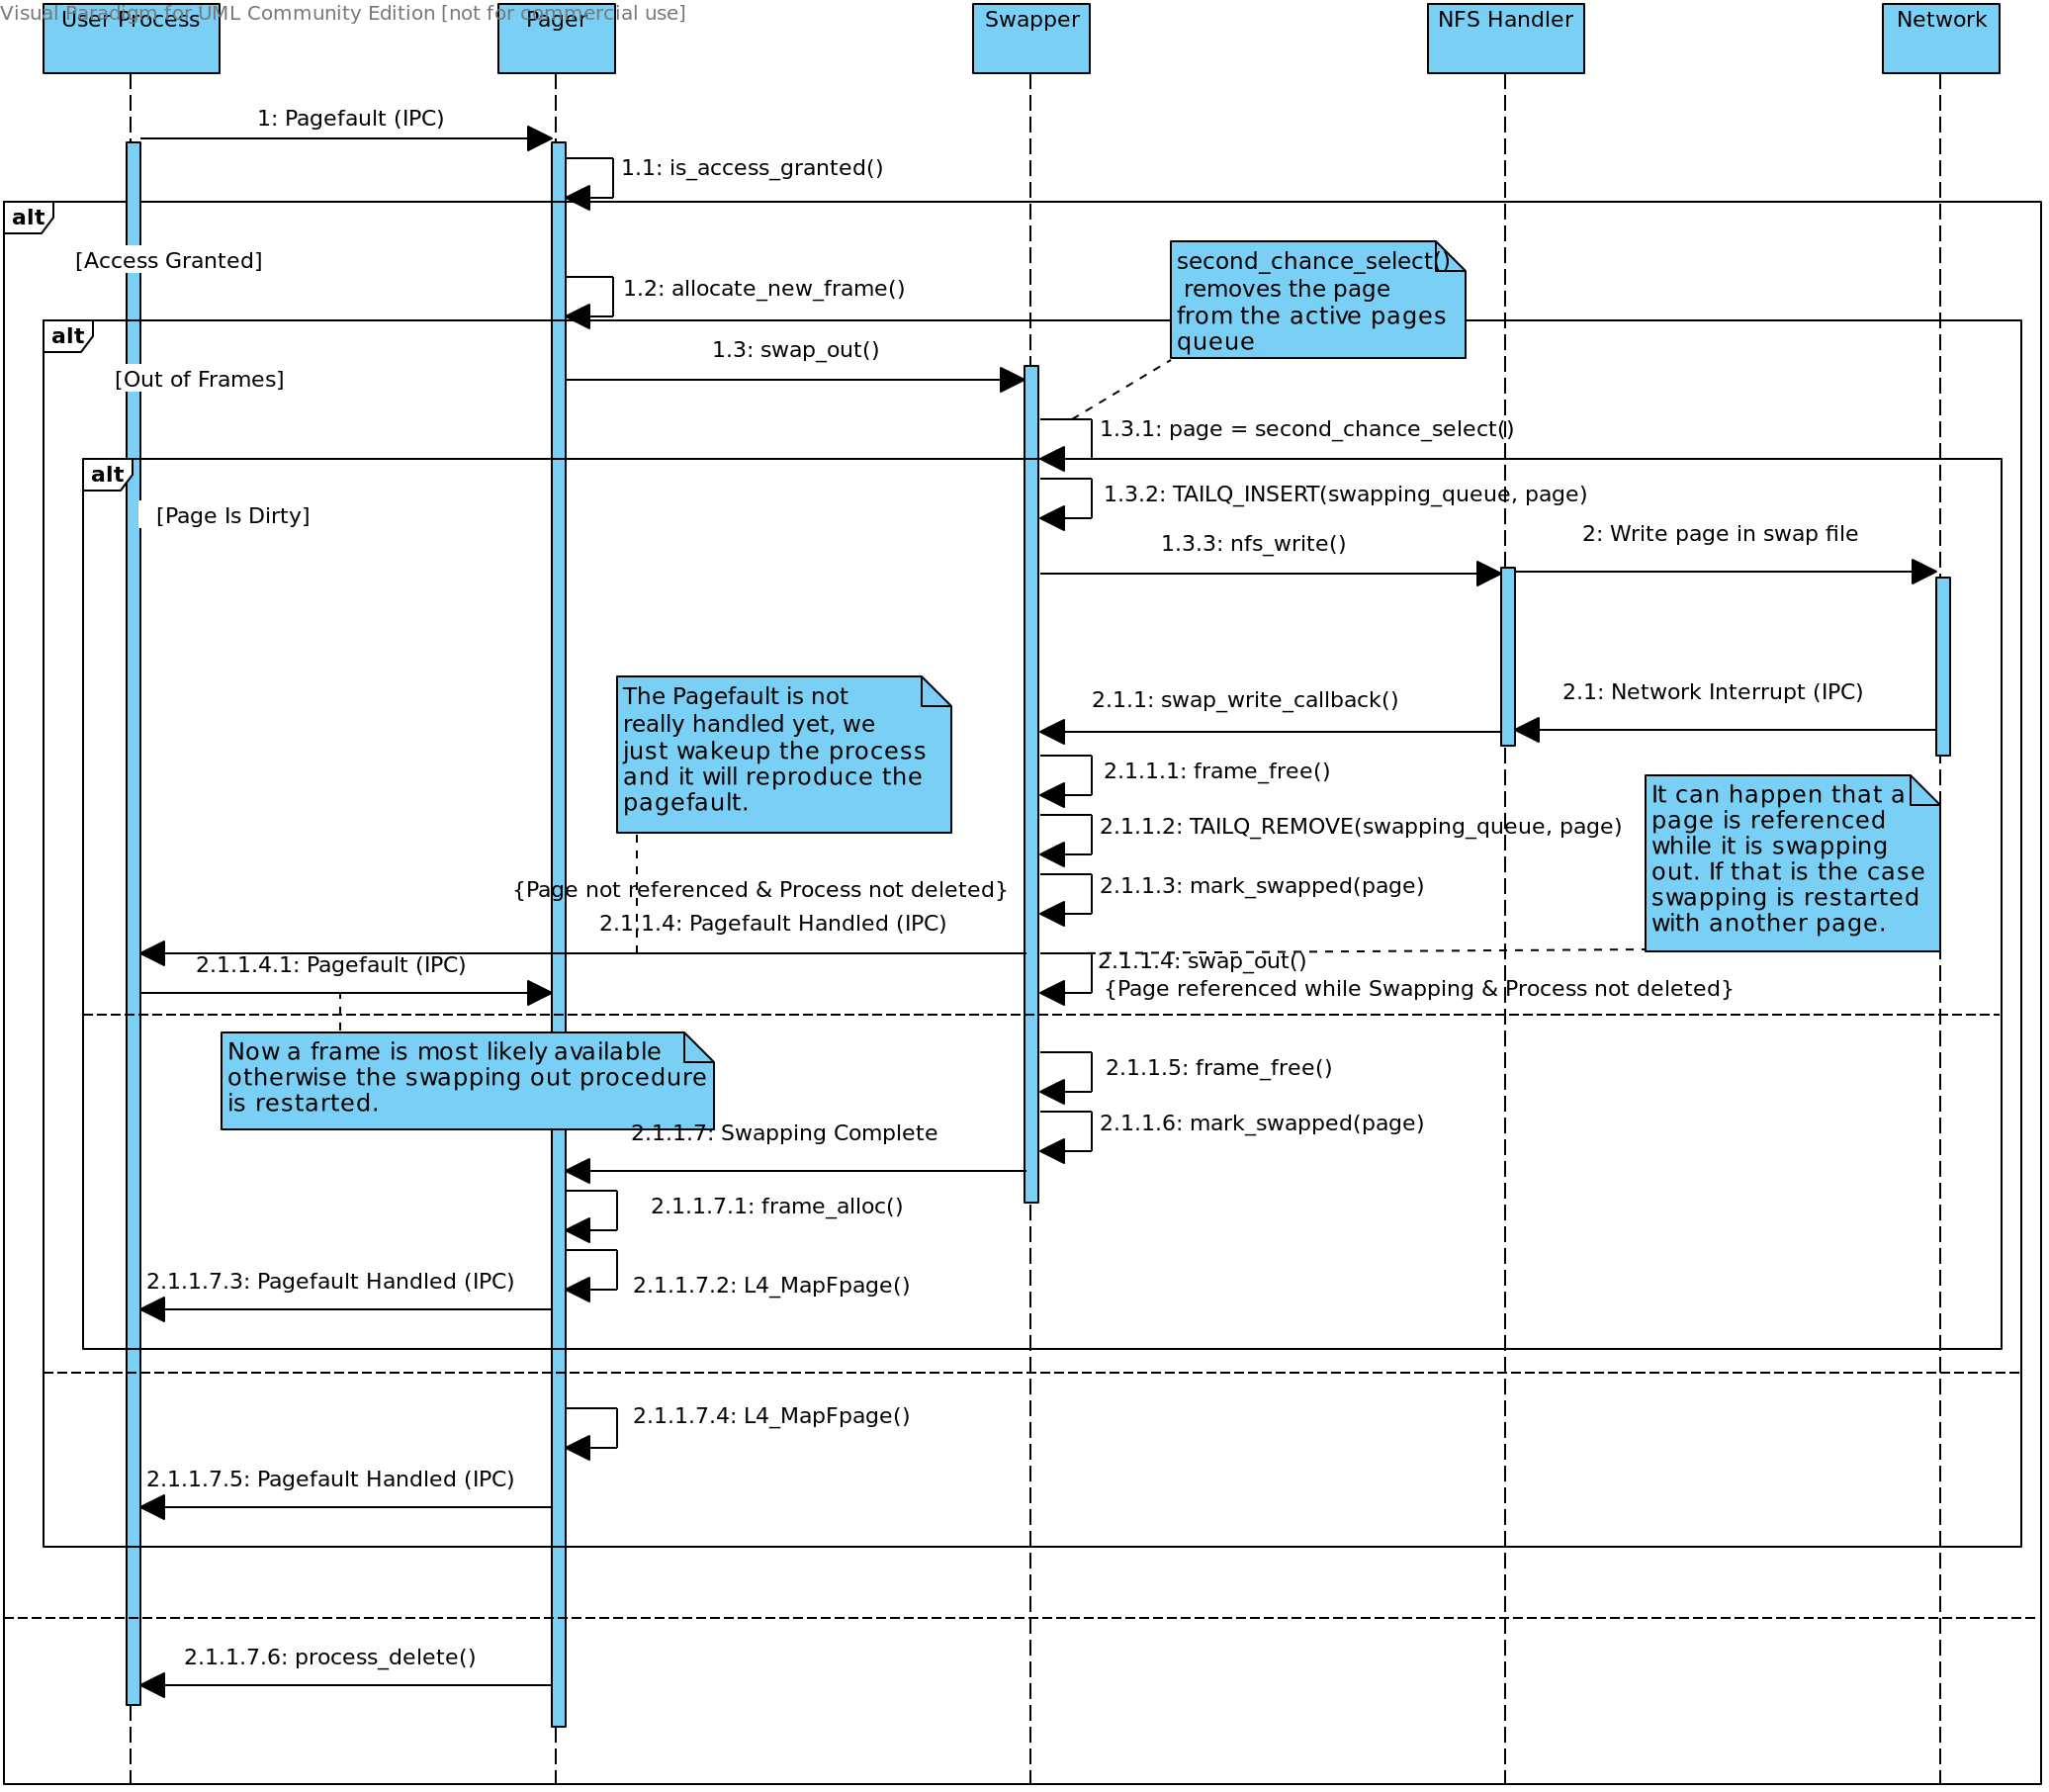 Visual Paradigm for UML Community Edition [not for commercial use]
User Process
Pager
Swapper
NFS Handler
Network
1: Pagefault (IPC)
1.1: is_access_granted()
alt
[Access Granted]
second_chance_select()
removes the page
from the active pages
queue
1.2: allocate_new_frame()
alt
1.3: swap_out()
[Out of Frames]
1.3.1: page = second_chance_select()
alt
1.3.2: TAILQ_INSERT(swapping_queue, page)
[Page Is Dirty]
1.3.3: nfs_write()
2: Write page in swap file
The Pagefault is not
really handled yet, we
just wakeup the process
and it will reproduce the
pagefault.
2.1.1: swap_write_callback()
2.1: Network Interrupt (IPC)
2.1.1.1: frame_free()
It can happen that a
page is referenced
while it is swapping
out. If that is the case
swapping is restarted
with another page.
2.1.1.2: TAILQ_REMOVE(swapping_queue, page)
{Page not referenced & Process not deleted}
2.1.1.3: mark_swapped(page)
2.1.1.4: Pagefault Handled (IPC)
2.1.1.4.1: Pagefault (IPC)
2.1.1.4: swap_out()
{Page referenced while Swapping & Process not deleted}
Now a frame is most likely available
otherwise the swapping out procedure
is restarted.
2.1.1.5: frame_free()
2.1.1.6: mark_swapped(page)
2.1.1.7: Swapping Complete
2.1.1.7.1: frame_alloc()
2.1.1.7.3: Pagefault Handled (IPC)
2.1.1.7.2: L4_MapFpage()
2.1.1.7.4: L4_MapFpage()
2.1.1.7.5: Pagefault Handled (IPC)
2.1.1.7.6: process_delete()